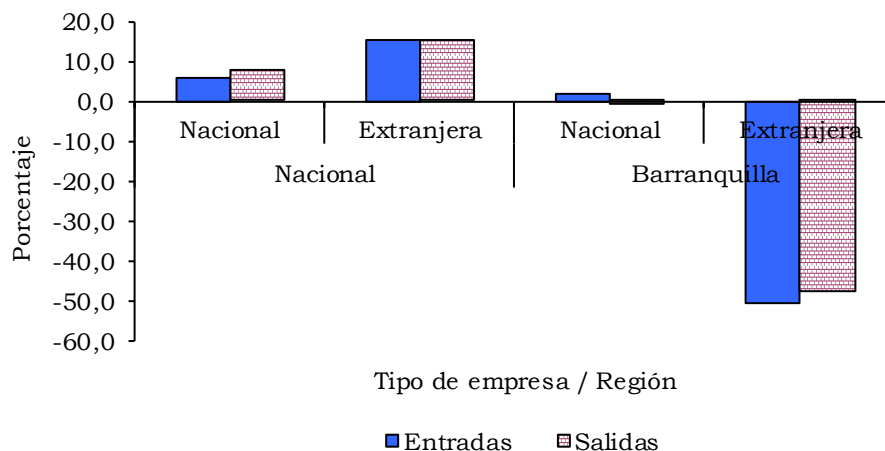 20,0
10,0
0,0
-10,0
-20,0
-30,0
-40,0
-50,0
-60,0
Porcentaje
Nacional Extranjera Nacional Extranjera
Nacional Barranquilla
Tipo de empresa / Región
Entradas Salidas